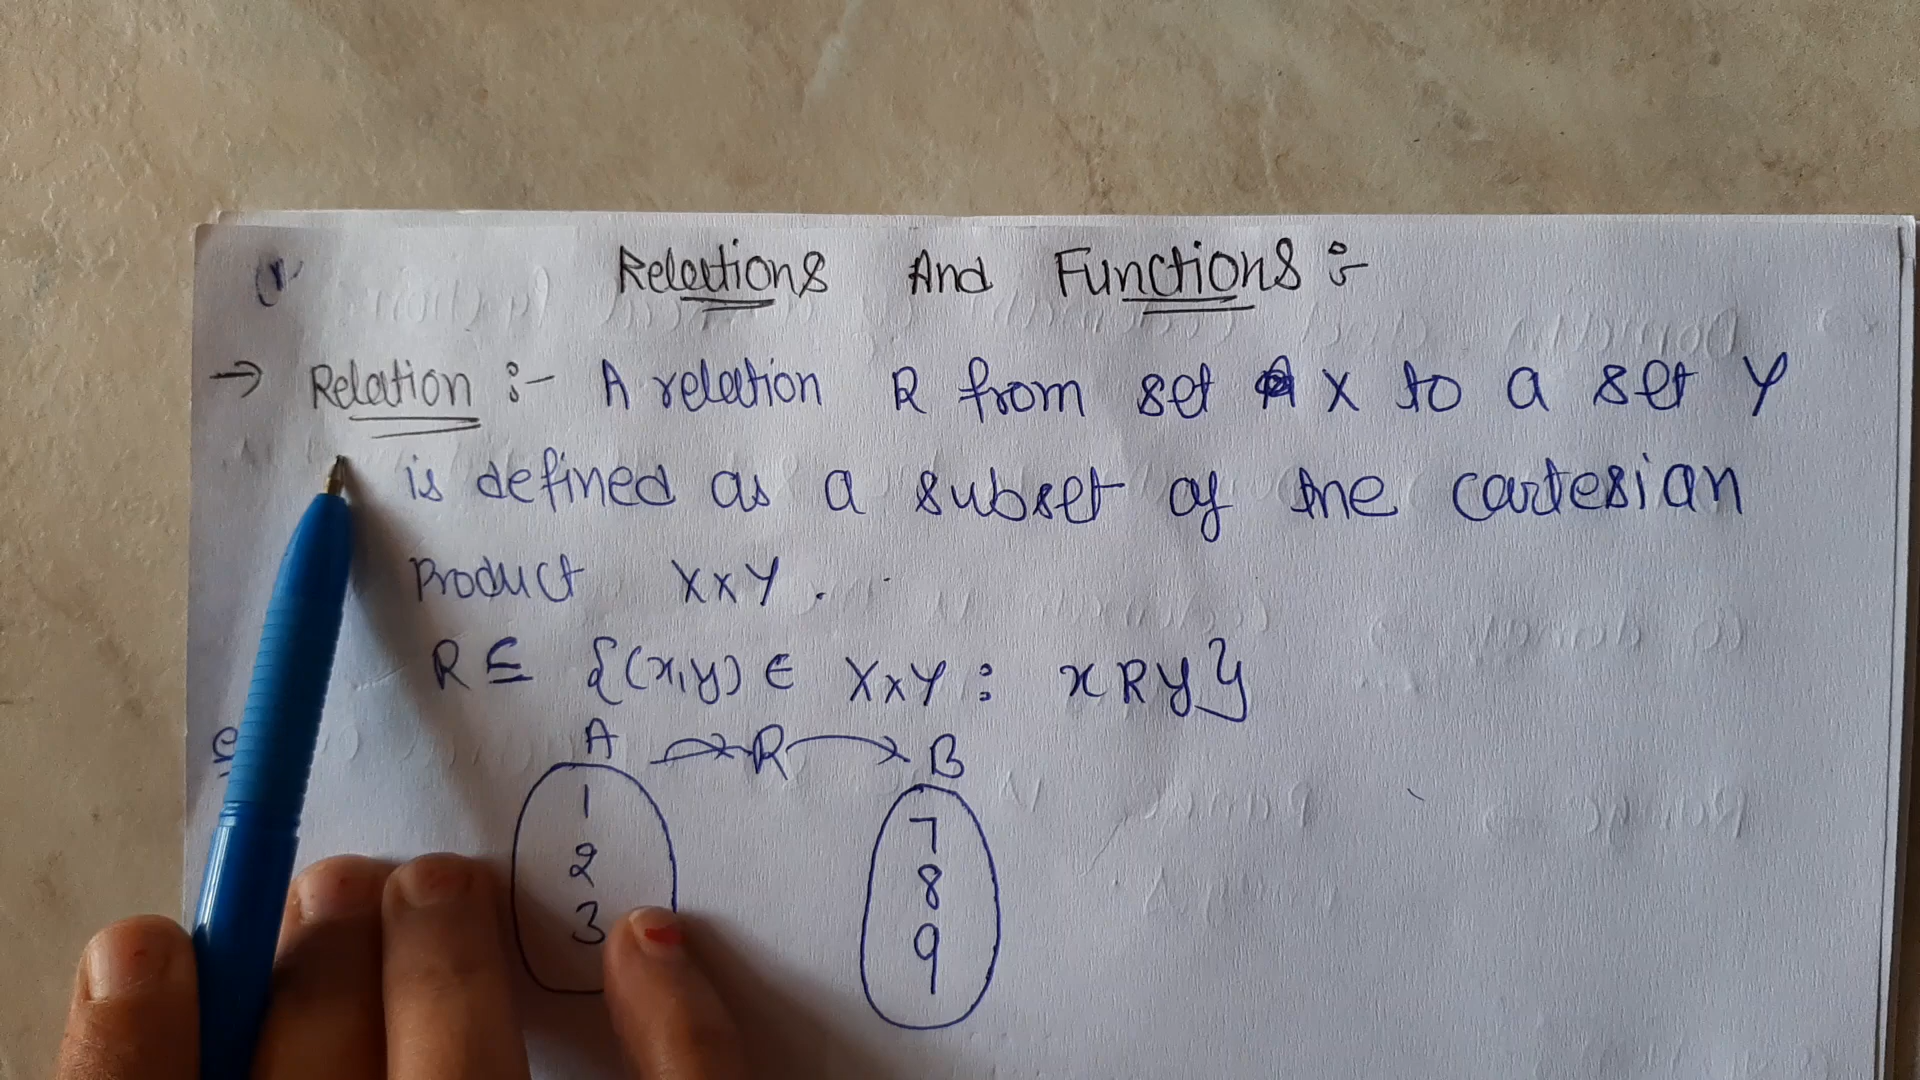 Relations And Functions :-
→ Relation :- A relation R from set X to a set Y
is defined as a subset of the cartesian
Product X×Y.
R ⊆ {(x,y) ∈ X×Y : xRy}
A → R → B
1 7
2 8
3 9